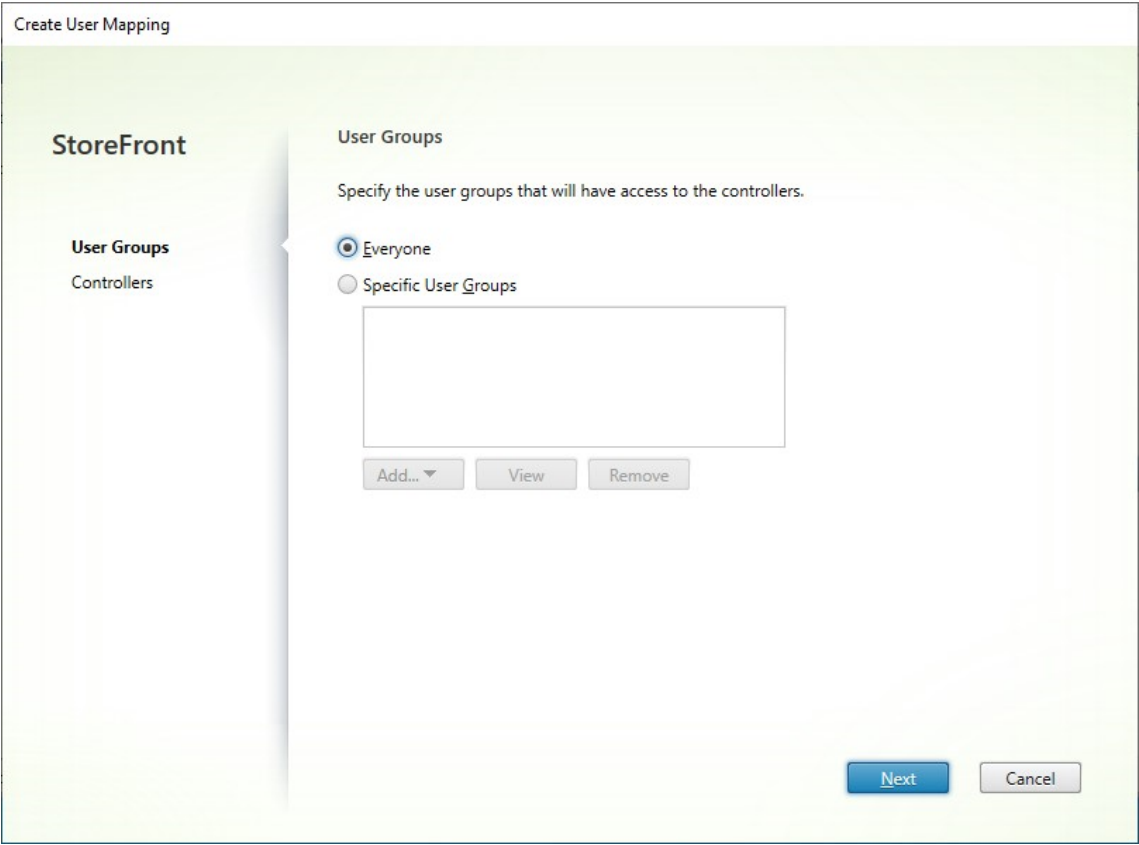 Create User Mapping
StoreFront
User Groups
Controllers
User Groups
Specify the user groups that will have access to the controllers.
Everyone
Specific User Groups
Add...
View
Remove
Next
Cancel